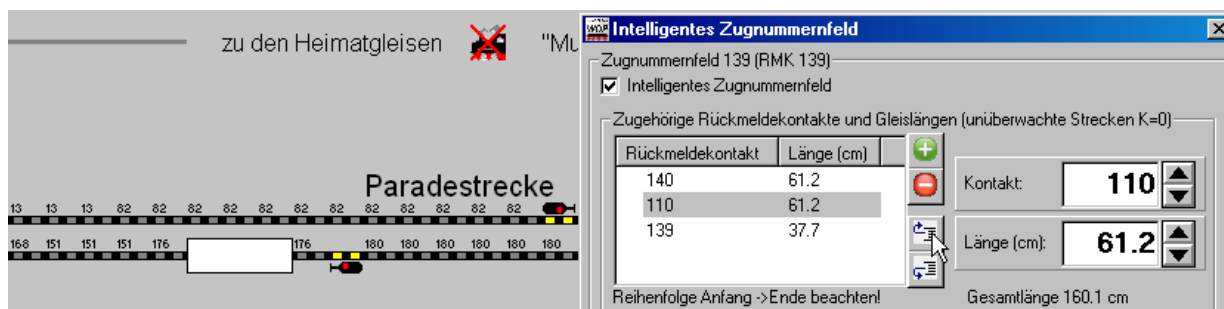 zu den Heimatgleisen "Mu
Paradestrecke
13 13 13 82 82 82 82 82 82 82 82 82 82 82
168 151 151 151 176 176 180 180 180 180 180 180
WDP Intelligentes Zugnummernfeld
Zugnummernfeld 139 (RMK 139)
Intelligentes Zugnummernfeld
Zugehörige Rückmeldekontakte und Gleislängen (unüberwachte Strecken K=0)
Rückmeldekontakt Länge (cm)
140 61.2
110 61.2
139 37.7
Kontakt: 110
Länge (cm): 61.2
Reihenfolge Anfang ->Ende beachten! Gesamtlänge 160.1 cm